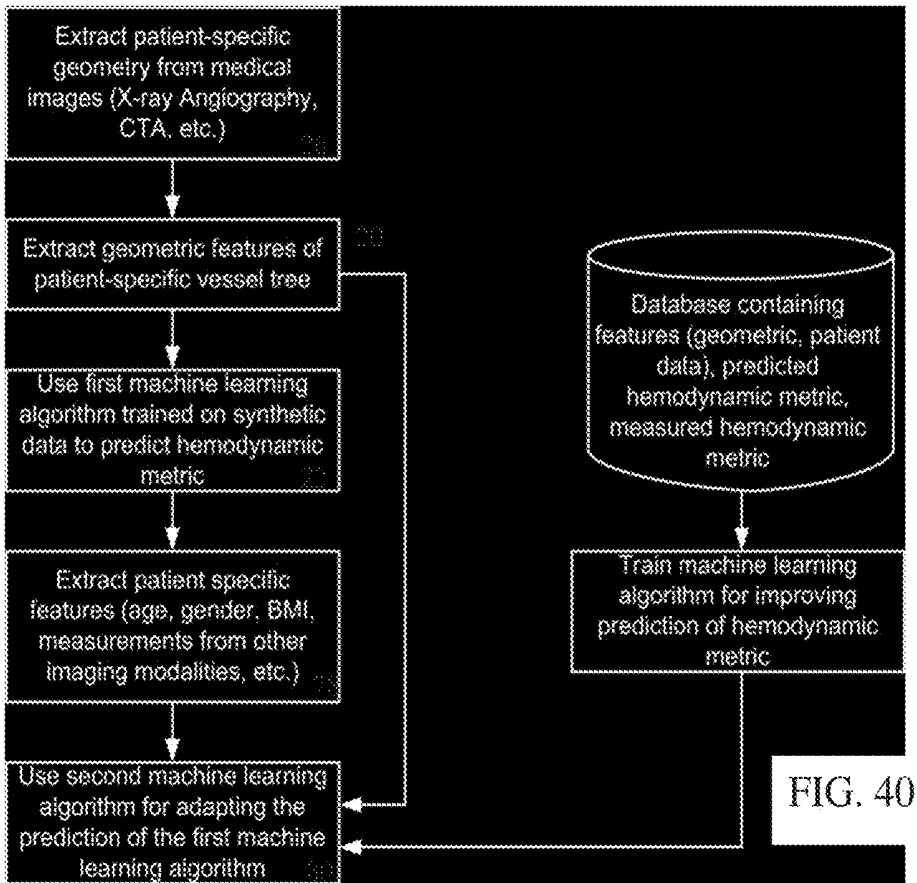 Extract patient-specific
geometry from medical
images (X-ray Angiography,
CTA, etc.)
26
Extract geometric features of
patient-specific vessel tree
28
Use first machine learning
algorithm trained on synthetic
data to predict hemodynamic
metric
Extract patient specific
features (age, gender, BMI,
measurements from other
imaging modalities, etc.)
Use second machine learning
algorithm for adapting the
prediction of the first machine
learning algorithm
Database containing
features (geometric, patient
data), predicted
hemodynamic metric,
measured hemodynamic
metric
Train machine learning
algorithm for improving
prediction of hemodynamic
metric
FIG. 40